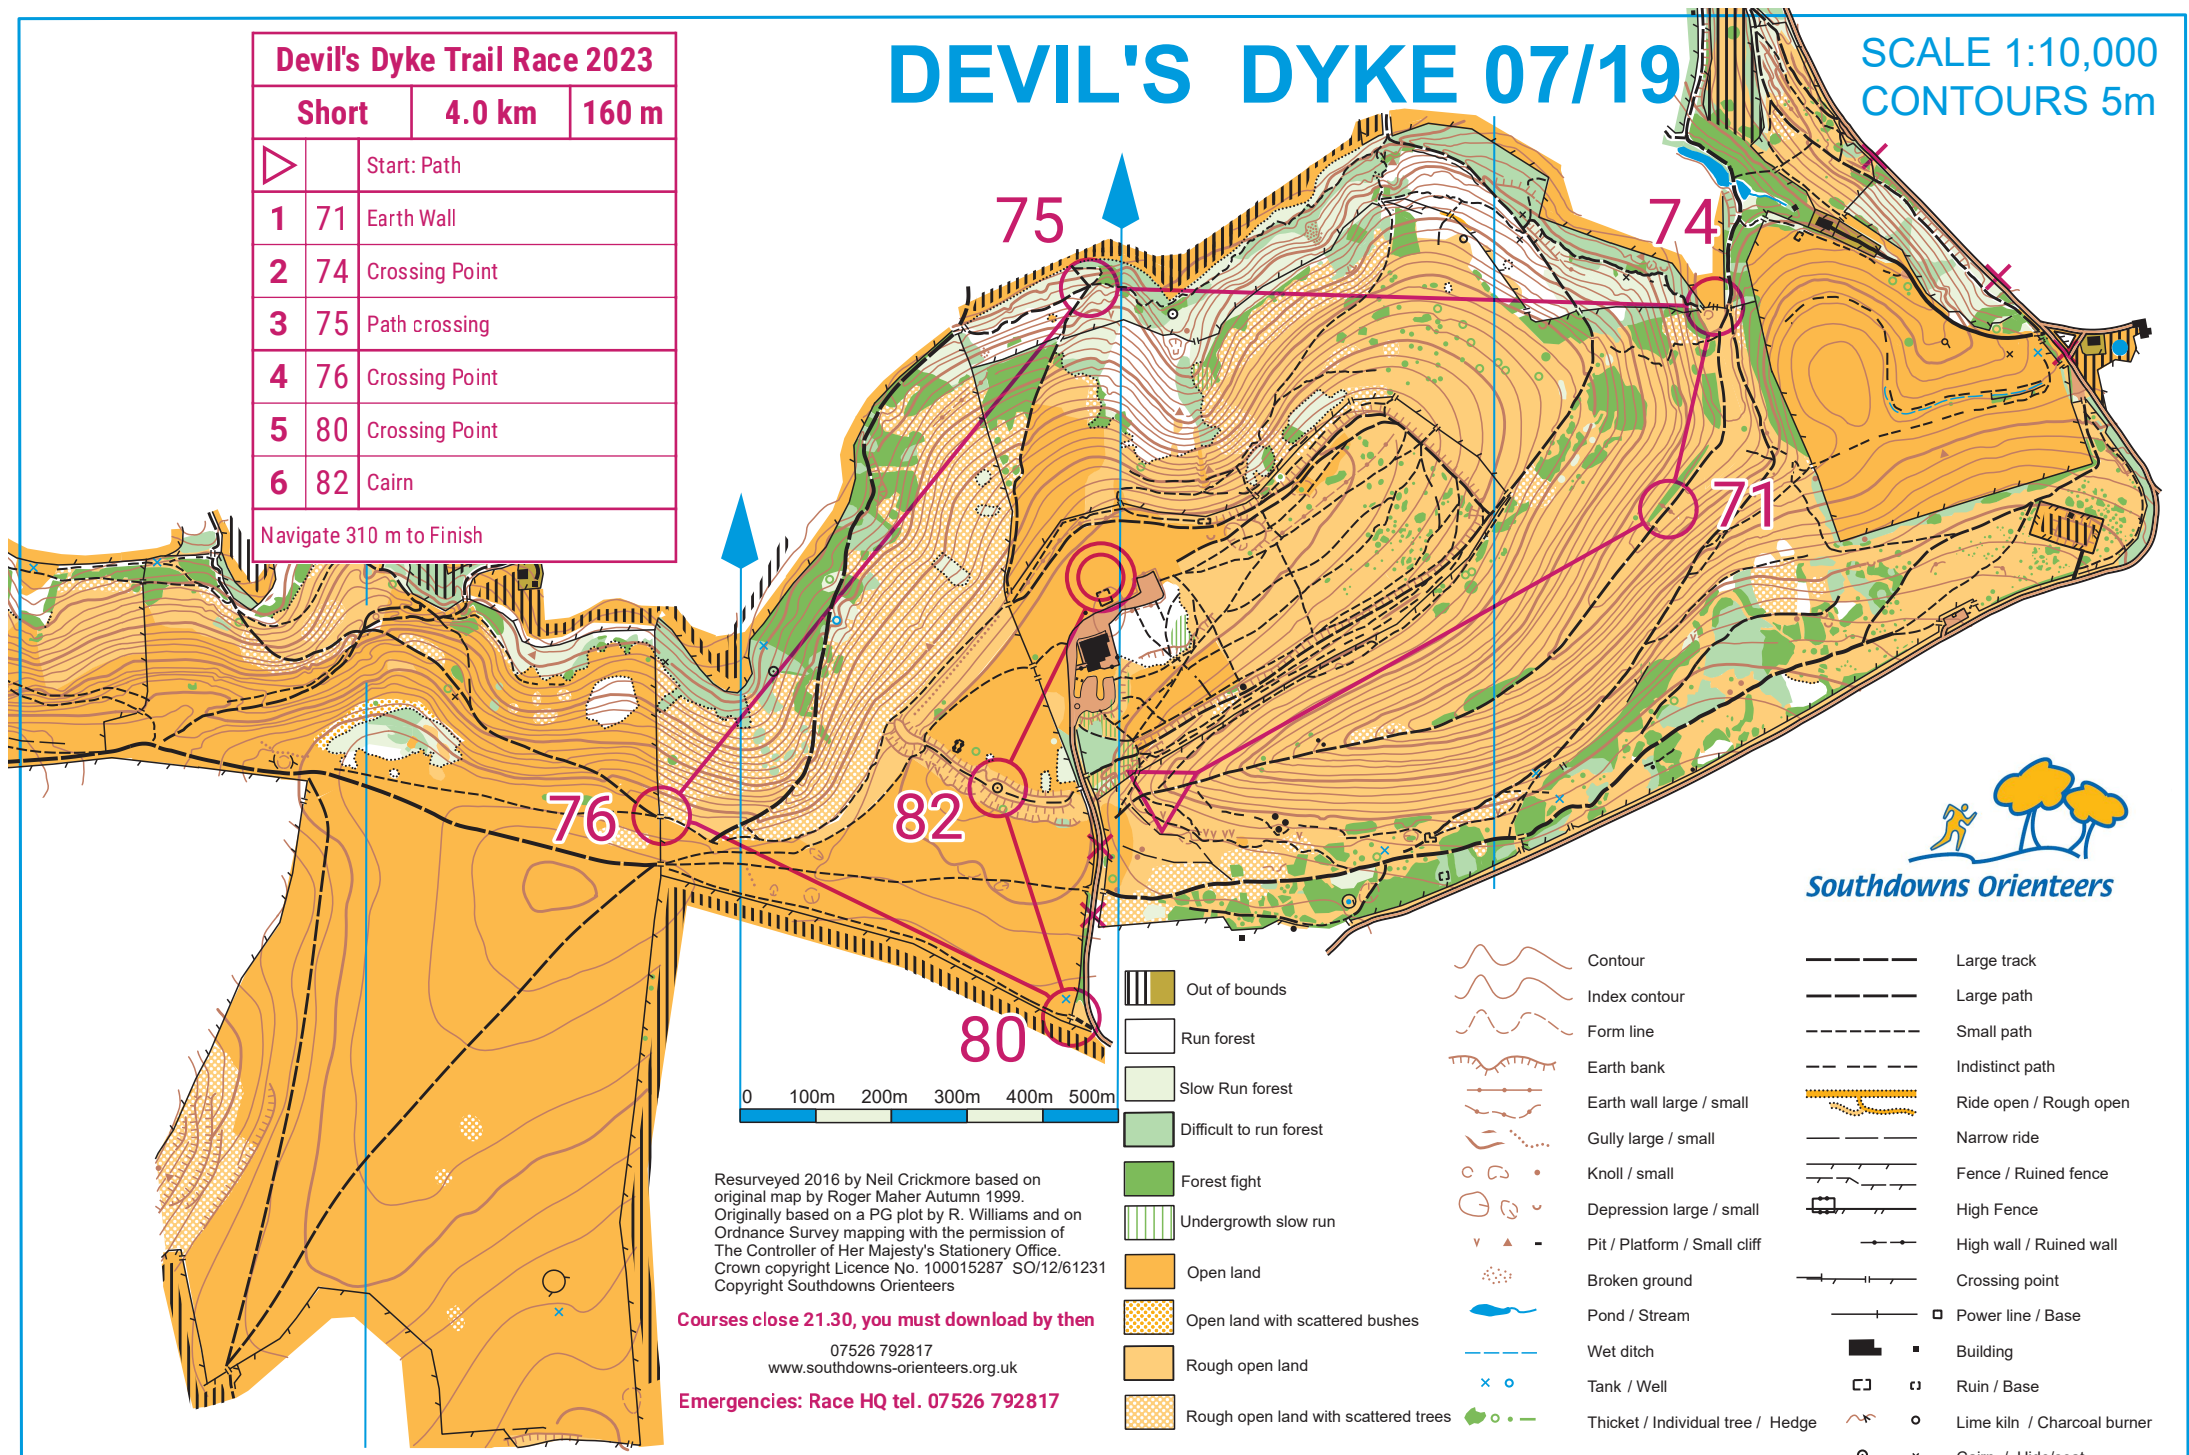 DEVIL'S DYKE 07/19
SCALE 1:10,000
CONTOURS 5m
Devil's Dyke Trail Race 2023
Short 4.0 km 160 m
Start: Path
1 71 Earth Wall
2 74 Crossing Point
3 75 Path crossing
4 76 Crossing Point
5 80 Crossing Point
6 82 Cairn
Navigate 310 m to Finish
75
74
71
76
82
80
Southdowns Orienteers
0 100m 200m 300m 400m 500m
Resurveyed 2016 by Neil Crickmore based on
original map by Roger Maher Autumn 1999.
Originally based on a PG plot by R. Williams and on
Ordnance Survey mapping with the permission of
The Controller of Her Majesty's Stationery Office.
Crown copyright Licence No. 100015287 SO/12/61231
Copyright Southdowns Orienteers
Courses close 21.30, you must download by then
07526 792817
www.southdowns-orienteers.org.uk
Emergencies: Race HQ tel. 07526 792817
Out of bounds
Run forest
Slow Run forest
Difficult to run forest
Forest fight
Undergrowth slow run
Open land
Open land with scattered bushes
Rough open land
Rough open land with scattered trees
Contour
Index contour
Form line
Earth bank
Earth wall large / small
Gully large / small
Knoll / small
Depression large / small
Pit / Platform / Small cliff
Broken ground
Pond / Stream
Wet ditch
Tank / Well
Thicket / Individual tree / Hedge
Large track
Large path
Small path
Indistinct path
Ride open / Rough open
Narrow ride
Fence / Ruined fence
High Fence
High wall / Ruined wall
Crossing point
Power line / Base
Building
Ruin / Base
Lime kiln / Charcoal burner